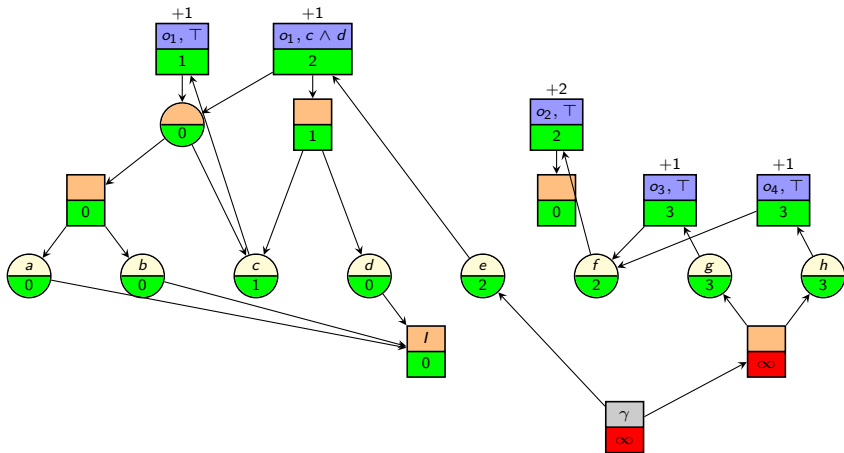 +1 +1
o₁, ⊤ o₁, c ∧ d
1 2
+2
o₂, ⊤
0 1 2
+1 +1
o₃, ⊤ o₄, ⊤
0 0 3 3
a b c d e f g h
0 0 1 0 2 2 3 3
I
0 ∞
γ
∞